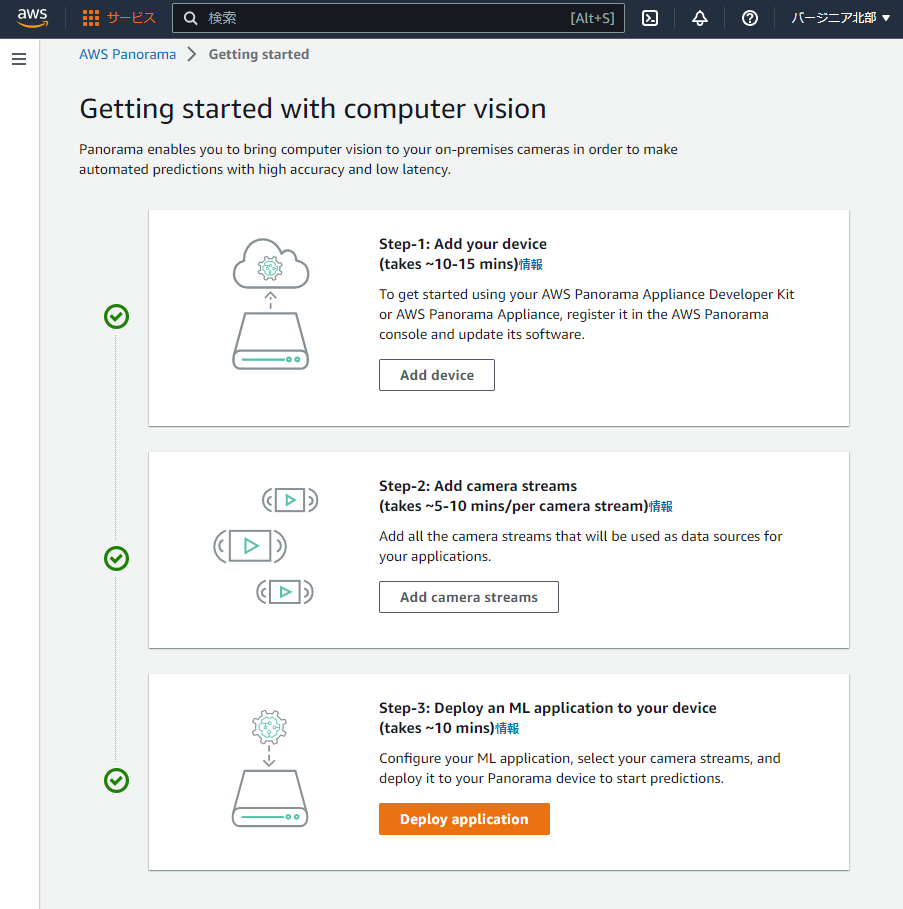 aws
サービス
検索
[Alt+S]
バージニア北部 ▼
AWS Panorama > Getting started
Getting started with computer vision
Panorama enables you to bring computer vision to your on-premises cameras in order to make
automated predictions with high accuracy and low latency.
Step-1: Add your device
(takes ~10-15 mins)情報
To get started using your AWS Panorama Appliance Developer Kit
or AWS Panorama Appliance, register it in the AWS Panorama
console and update its software.
Add device
Step-2: Add camera streams
(takes ~5-10 mins/per camera stream)情報
Add all the camera streams that will be used as data sources for
your applications.
Add camera streams
Step-3: Deploy an ML application to your device
(takes ~10 mins)情報
Configure your ML application, select your camera streams, and
deploy it to your Panorama device to start predictions.
Deploy application